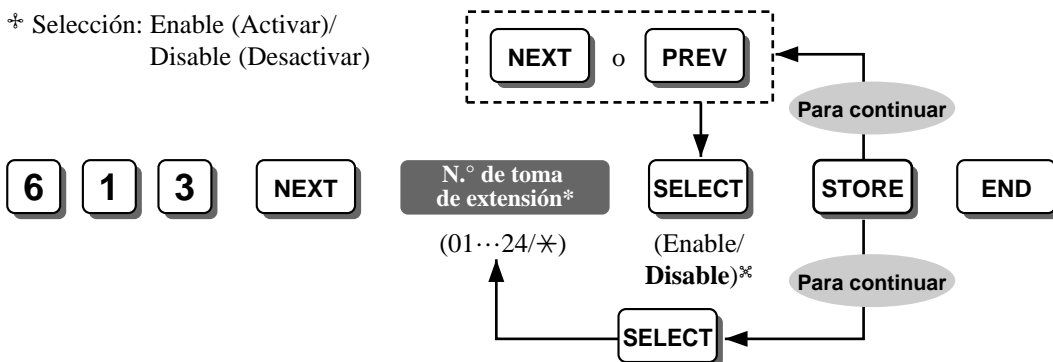 ✢ Selección: Enable (Activar)/
Disable (Desactivar)
NEXT o PREV
Para continuar
6 1 3 NEXT
N.° de toma
de extensión*
SELECT STORE END
(01···24/✶)
(Enable/
Disable)⌘
Para continuar
SELECT